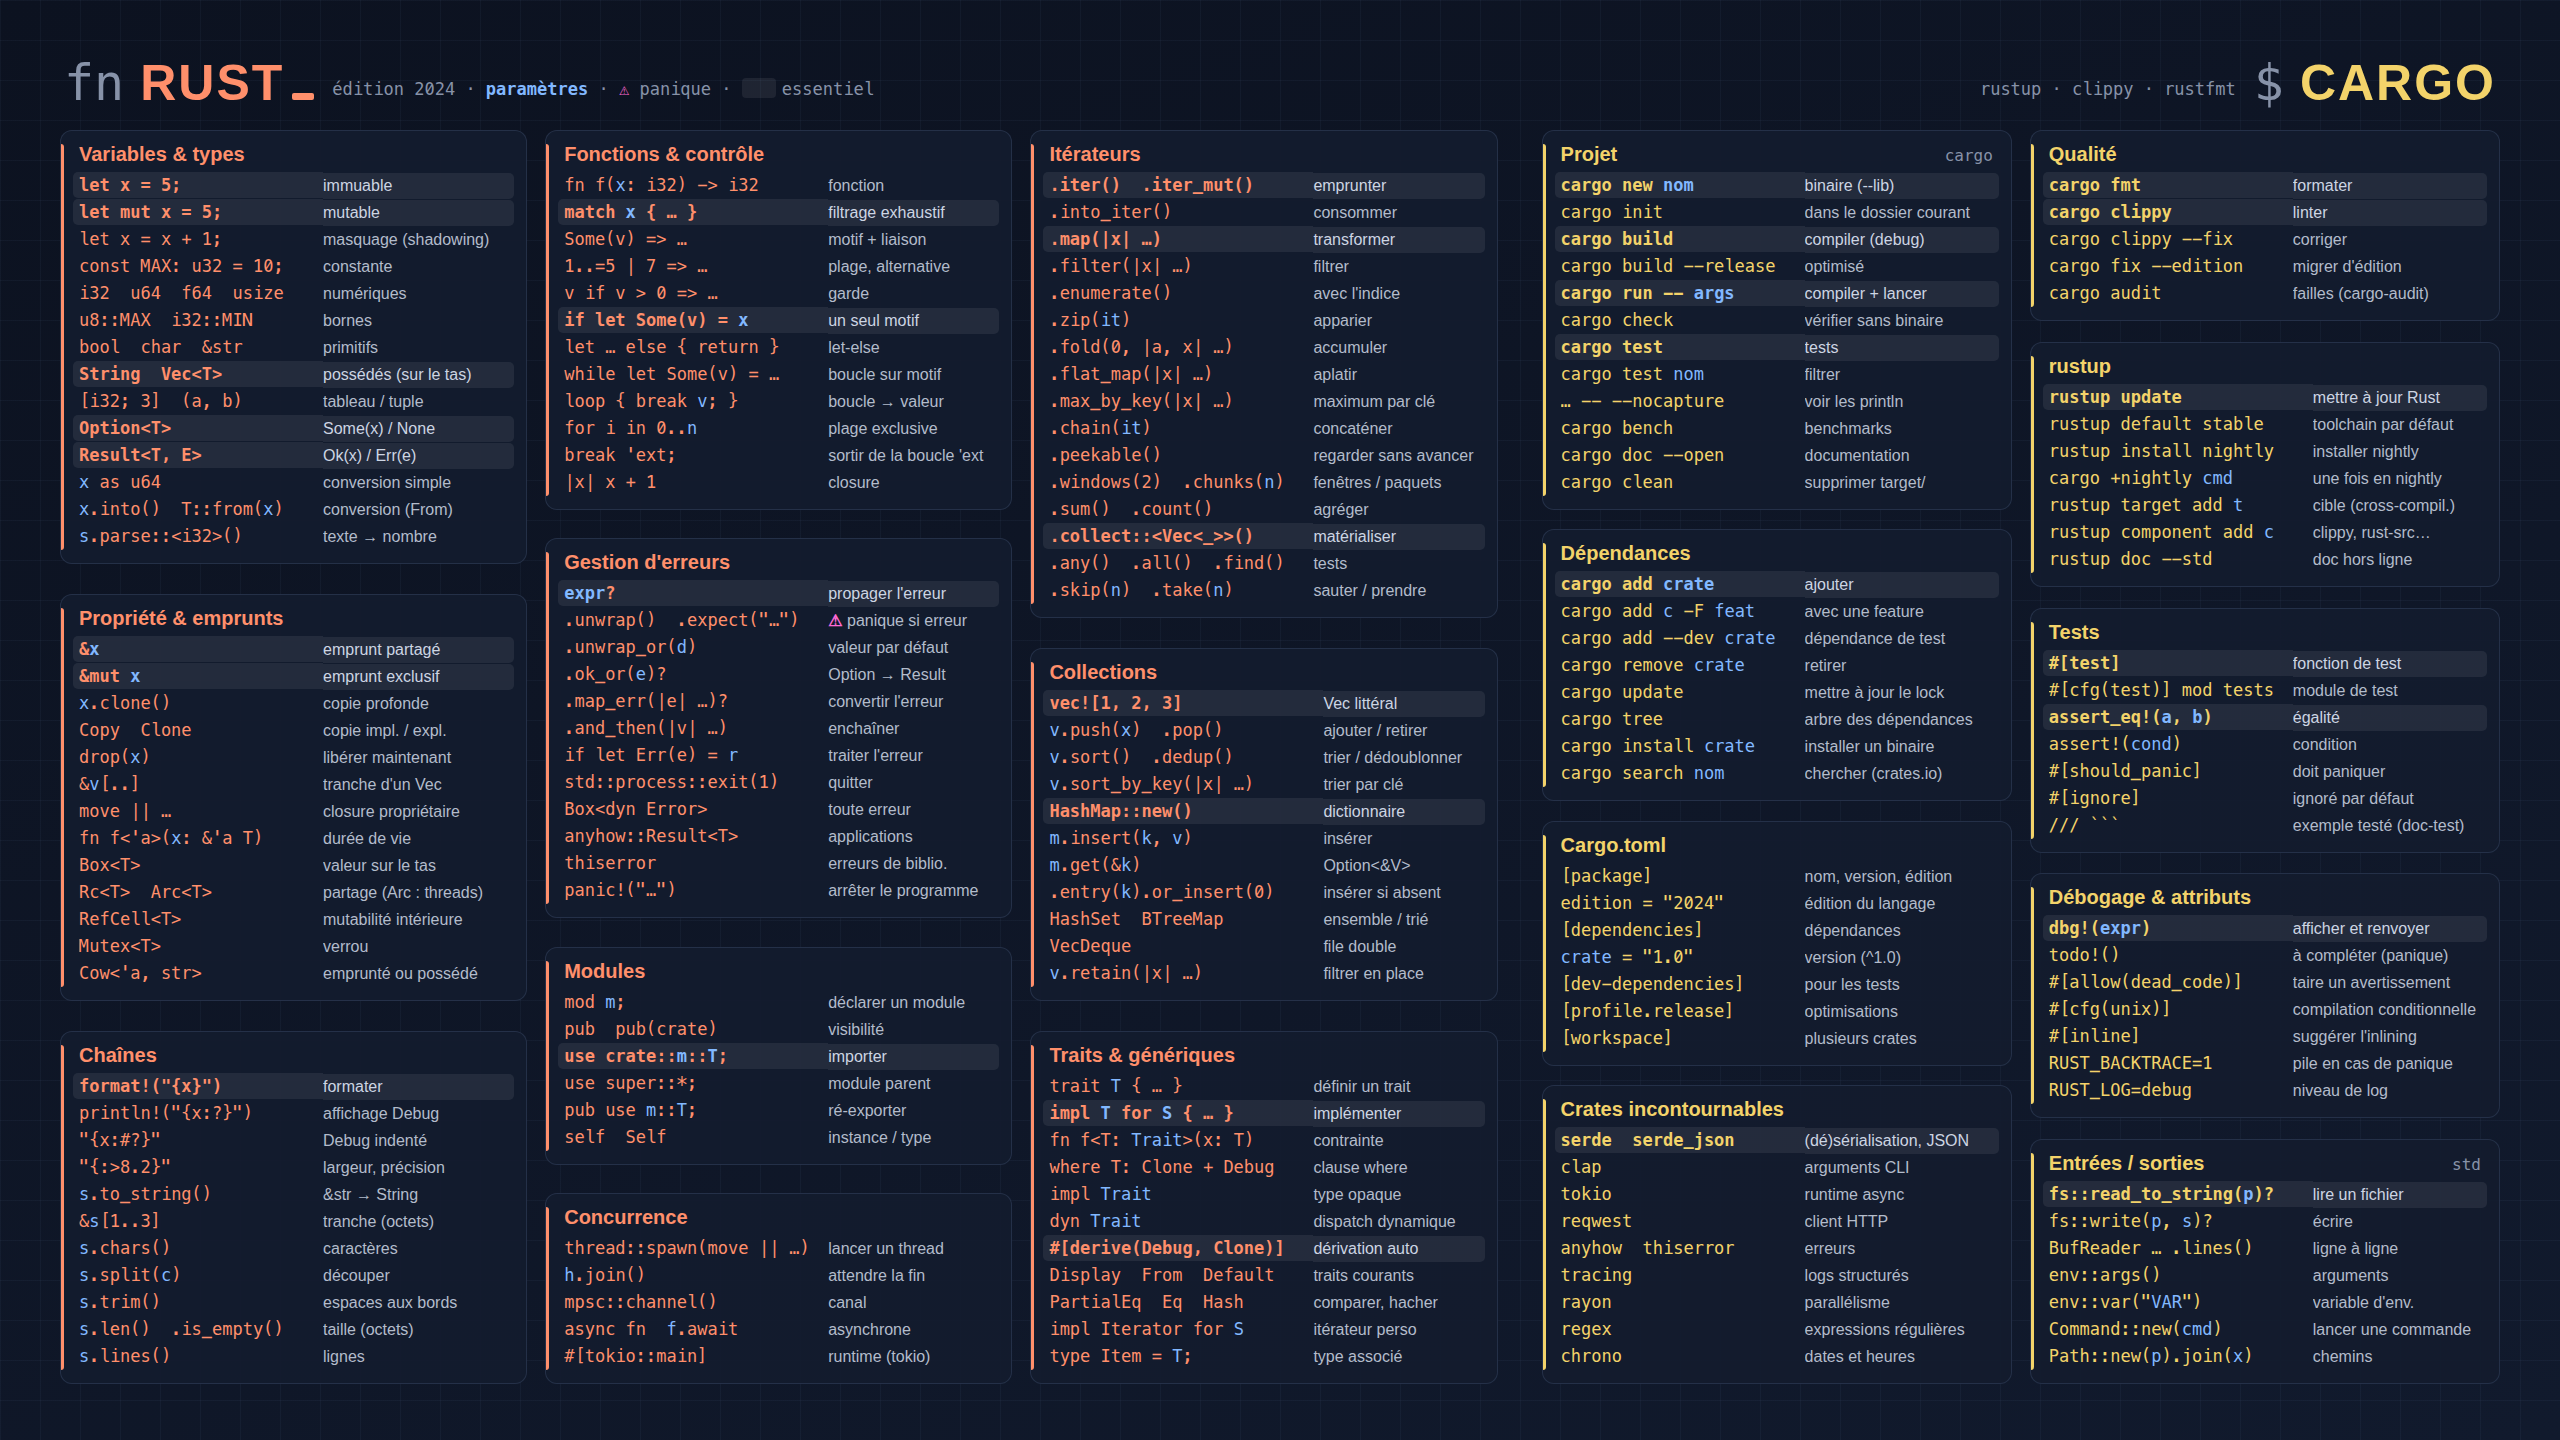 fn RUST_ édition 2024 · paramètres · ⚠ panique · essentiel
rustup · clippy · rustfmt $ CARGO
Variables & types
let x = 5; immuable
let mut x = 5; mutable
let x = x + 1; masquage (shadowing)
const MAX: u32 = 10; constante
i32 u64 f64 usize numériques
u8::MAX i32::MIN bornes
bool char &str primitifs
String Vec<T> possédés (sur le tas)
[i32; 3] (a, b) tableau / tuple
Option<T> Some(x) / None
Result<T, E> Ok(x) / Err(e)
x as u64 conversion simple
x.into() T::from(x) conversion (From)
s.parse::<i32>() texte → nombre
Propriété & emprunts
&x emprunt partagé
&mut x emprunt exclusif
x.clone() copie profonde
Copy Clone copie impl. / expl.
drop(x) libérer maintenant
&v[..] tranche d'un Vec
move || … closure propriétaire
fn f<'a>(x: &'a T) durée de vie
Box<T> valeur sur le tas
Rc<T> Arc<T> partage (Arc : threads)
RefCell<T> mutabilité intérieure
Mutex<T> verrou
Cow<'a, str> emprunté ou possédé
Chaînes
format!("{x}") formater
println!("{x:?}") affichage Debug
"{x:#?}" Debug indenté
"{:>8.2}" largeur, précision
s.to_string() &str → String
&s[1..3] tranche (octets)
s.chars() caractères
s.split(c) découper
s.trim() espaces aux bords
s.len() .is_empty() taille (octets)
s.lines() lignes
Fonctions & contrôle
fn f(x: i32) -> i32 fonction
match x { … } filtrage exhaustif
Some(v) => … motif + liaison
1..=5 | 7 => … plage, alternative
v if v > 0 => … garde
if let Some(v) = x un seul motif
let … else { return } let-else
while let Some(v) = … boucle sur motif
loop { break v; } boucle → valeur
for i in 0..n plage exclusive
break 'ext; sortir de la boucle 'ext
|x| x + 1 closure
Gestion d'erreurs
expr? propager l'erreur
.unwrap() .expect("…") ⚠ panique si erreur
.unwrap_or(d) valeur par défaut
.ok_or(e)? Option → Result
.map_err(|e| …)? convertir l'erreur
.and_then(|v| …) enchaîner
if let Err(e) = r traiter l'erreur
std::process::exit(1) quitter
Box<dyn Error> toute erreur
anyhow::Result<T> applications
thiserror erreurs de biblio.
panic!("…") arrêter le programme
Modules
mod m; déclarer un module
pub pub(crate) visibilité
use crate::m::T; importer
use super::*; module parent
pub use m::T; ré-exporter
self Self instance / type
Concurrence
thread::spawn(move || …) lancer un thread
h.join() attendre la fin
mpsc::channel() canal
async fn f.await asynchrone
#[tokio::main] runtime (tokio)
Itérateurs
.iter() .iter_mut() emprunter
.into_iter() consommer
.map(|x| …) transformer
.filter(|x| …) filtrer
.enumerate() avec l'indice
.zip(it) apparier
.fold(0, |a, x| …) accumuler
.flat_map(|x| …) aplatir
.max_by_key(|x| …) maximum par clé
.chain(it) concaténer
.peekable() regarder sans avancer
.windows(2) .chunks(n) fenêtres / paquets
.sum() .count() agréger
.collect::<Vec<_>>() matérialiser
.any() .all() .find() tests
.skip(n) .take(n) sauter / prendre
Collections
vec![1, 2, 3] Vec littéral
v.push(x) .pop() ajouter / retirer
v.sort() .dedup() trier / dédoublonner
v.sort_by_key(|x| …) trier par clé
HashMap::new() dictionnaire
m.insert(k, v) insérer
m.get(&k) Option<&V>
.entry(k).or_insert(0) insérer si absent
HashSet BTreeMap ensemble / trié
VecDeque file double
v.retain(|x| …) filtrer en place
Traits & génériques
trait T { … } définir un trait
impl T for S { … } implémenter
fn f<T: Trait>(x: T) contrainte
where T: Clone + Debug clause where
impl Trait type opaque
dyn Trait dispatch dynamique
#[derive(Debug, Clone)] dérivation auto
Display From Default traits courants
PartialEq Eq Hash comparer, hacher
impl Iterator for S itérateur perso
type Item = T; type associé
Projet cargo
cargo new nom binaire (--lib)
cargo init dans le dossier courant
cargo build compiler (debug)
cargo build --release optimisé
cargo run -- args compiler + lancer
cargo check vérifier sans binaire
cargo test tests
cargo test nom filtrer
… -- --nocapture voir les println
cargo bench benchmarks
cargo doc --open documentation
cargo clean supprimer target/
Dépendances
cargo add crate ajouter
cargo add c -F feat avec une feature
cargo add --dev crate dépendance de test
cargo remove crate retirer
cargo update mettre à jour le lock
cargo tree arbre des dépendances
cargo install crate installer un binaire
cargo search nom chercher (crates.io)
Cargo.toml
[package] nom, version, édition
edition = "2024" édition du langage
[dependencies] dépendances
crate = "1.0" version (^1.0)
[dev-dependencies] pour les tests
[profile.release] optimisations
[workspace] plusieurs crates
Crates incontournables
serde serde_json (dé)sérialisation, JSON
clap arguments CLI
tokio runtime async
reqwest client HTTP
anyhow thiserror erreurs
tracing logs structurés
rayon parallélisme
regex expressions régulières
chrono dates et heures
Qualité
cargo fmt formater
cargo clippy linter
cargo clippy --fix corriger
cargo fix --edition migrer d'édition
cargo audit failles (cargo-audit)
rustup
rustup update mettre à jour Rust
rustup default stable toolchain par défaut
rustup install nightly installer nightly
cargo +nightly cmd une fois en nightly
rustup target add t cible (cross-compil.)
rustup component add c clippy, rust-src…
rustup doc --std doc hors ligne
Tests
#[test] fonction de test
#[cfg(test)] mod tests module de test
assert_eq!(a, b) égalité
assert!(cond) condition
#[should_panic] doit paniquer
#[ignore] ignoré par défaut
/// ``` exemple testé (doc-test)
Débogage & attributs
dbg!(expr) afficher et renvoyer
todo!() à compléter (panique)
#[allow(dead_code)] taire un avertissement
#[cfg(unix)] compilation conditionnelle
#[inline] suggérer l'inlining
RUST_BACKTRACE=1 pile en cas de panique
RUST_LOG=debug niveau de log
Entrées / sorties std
fs::read_to_string(p)? lire un fichier
fs::write(p, s)? écrire
BufReader … .lines() ligne à ligne
env::args() arguments
env::var("VAR") variable d'env.
Command::new(cmd) lancer une commande
Path::new(p).join(x) chemins